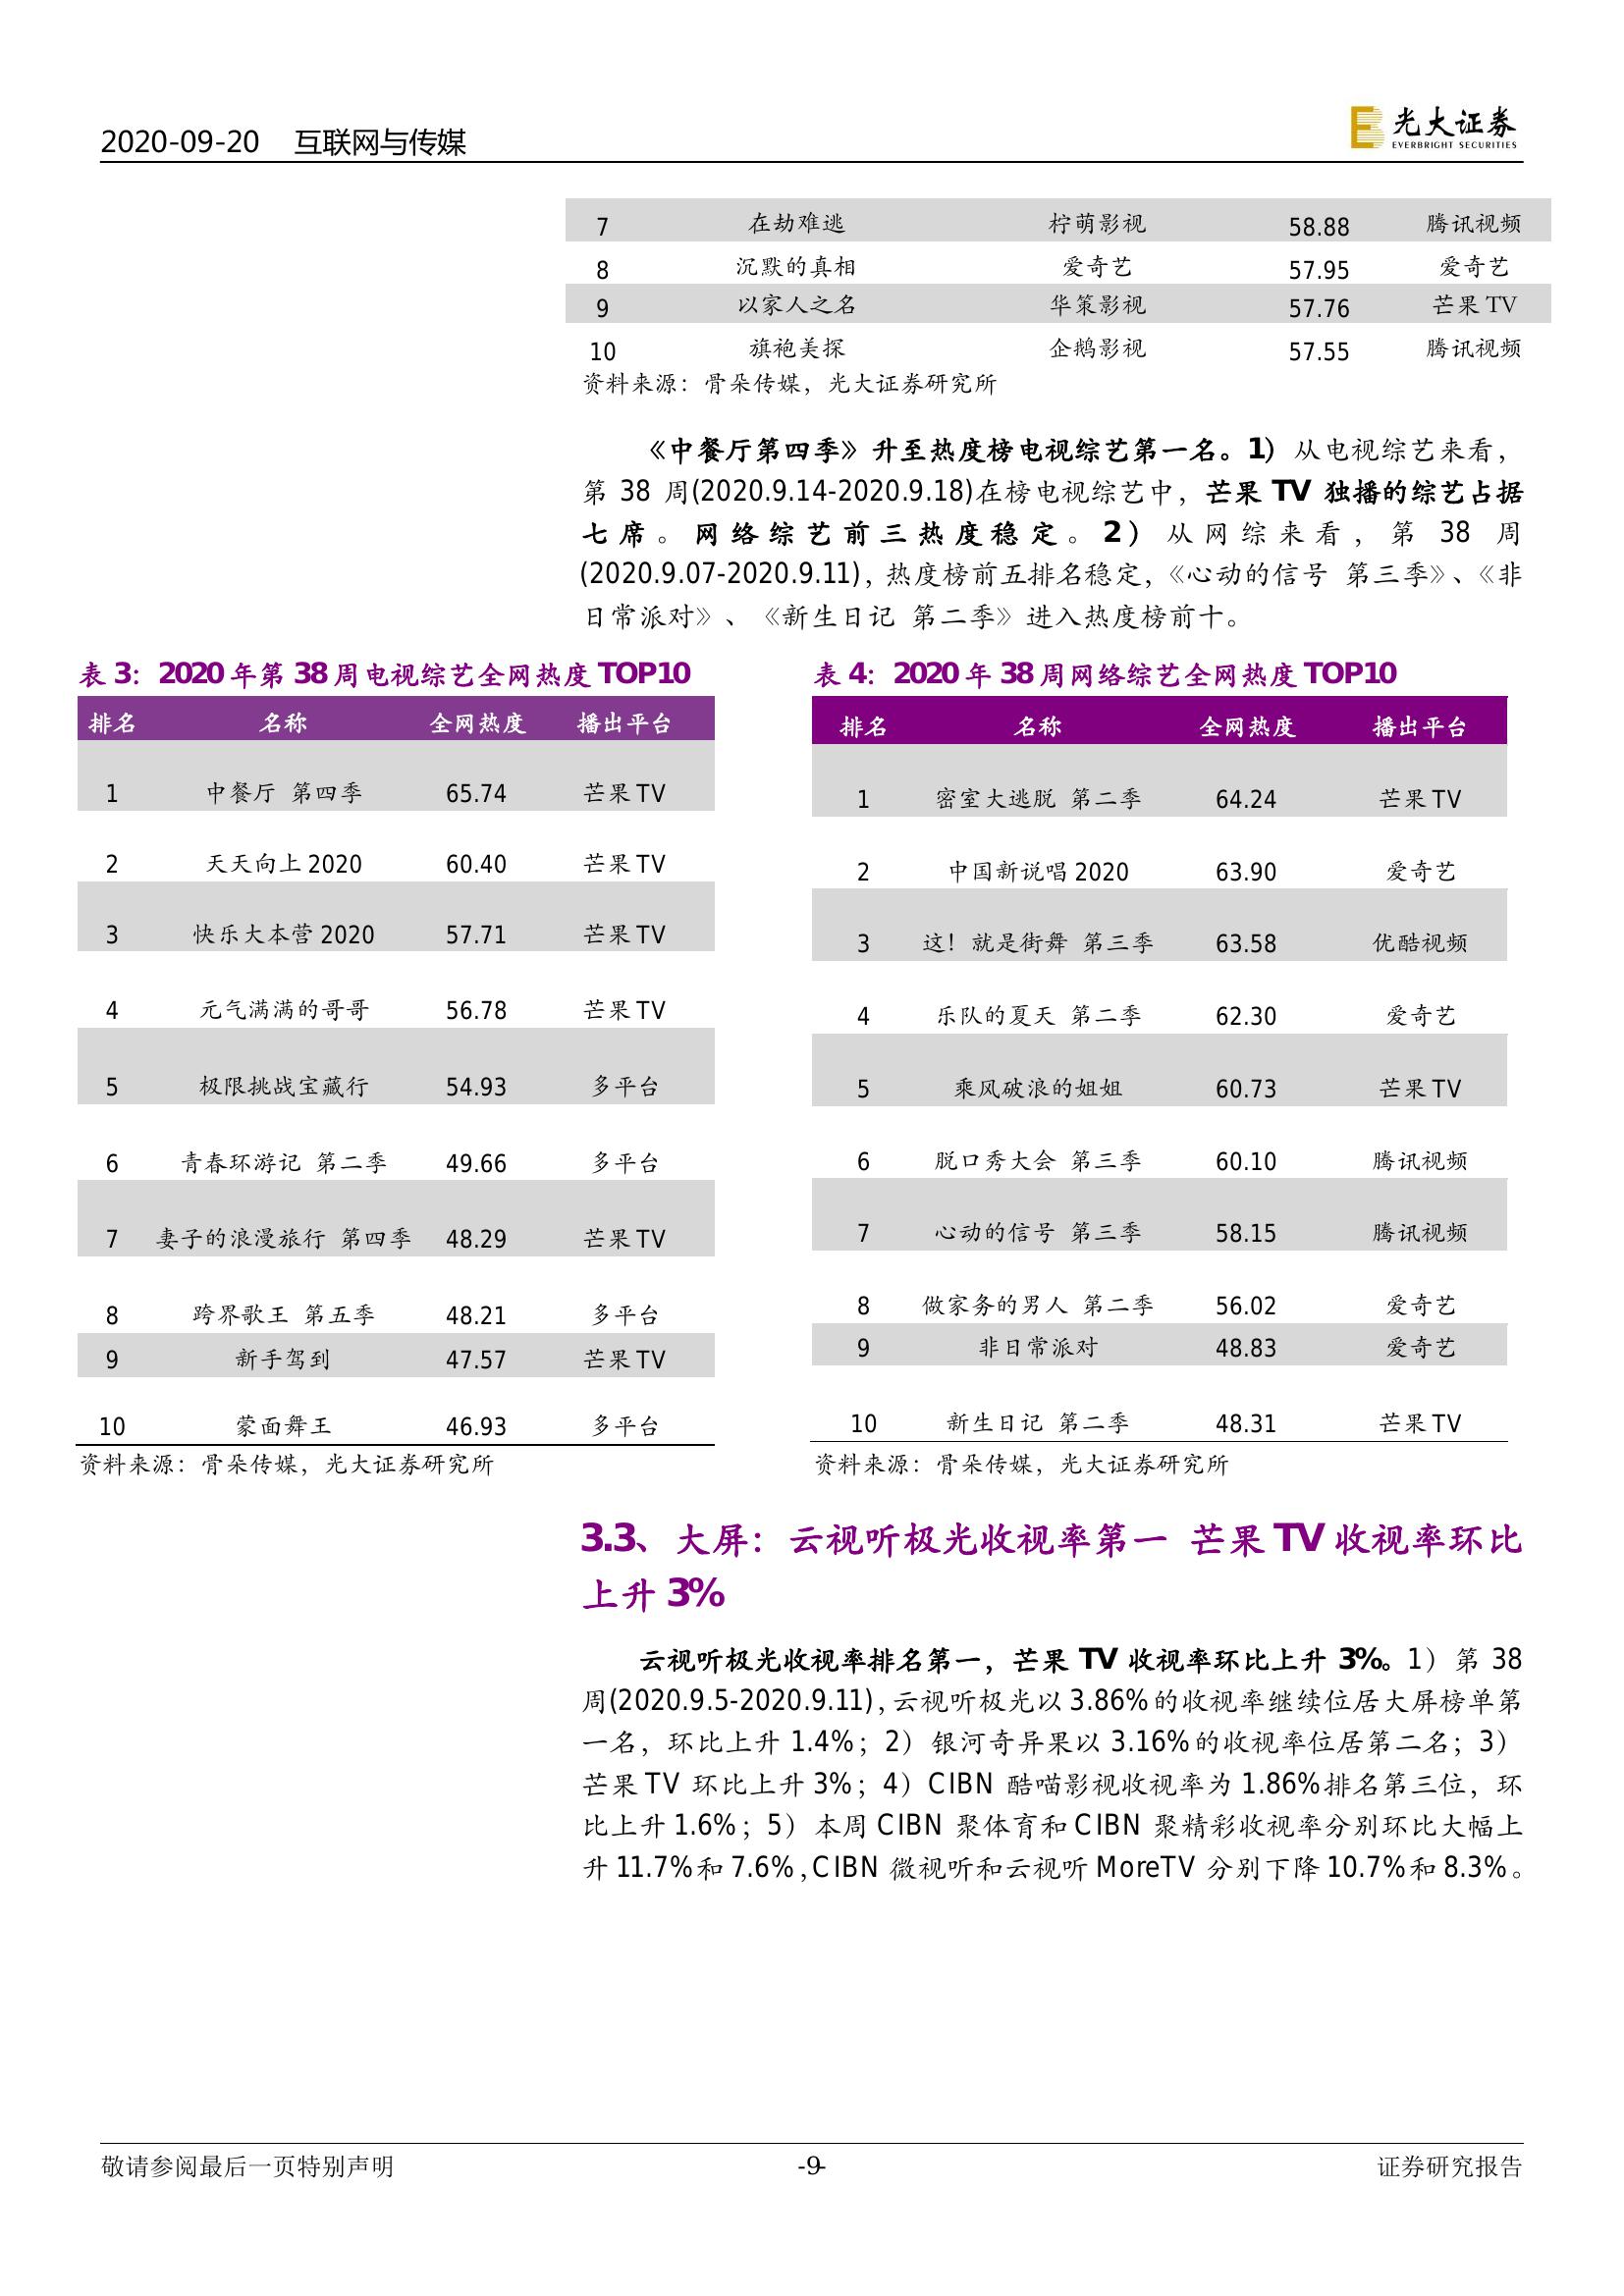 2020-09-20 互联网与传媒
光大证券
EVERBRIGHT SECURITIES
7 在劫难逃 柠萌影视 58.88 腾讯视频
8 沉默的真相 爱奇艺 57.95 爱奇艺
9 以家人之名 华策影视 57.76 芒果 TV
10 旗袍美探 企鹅影视 57.55 腾讯视频
资料来源：骨朵传媒，光大证券研究所
《中餐厅第四季》升至热度榜电视综艺第一名。1）从电视综艺来看，
第 38 周(2020.9.14-2020.9.18)在榜电视综艺中，芒果 TV 独播的综艺占据
七席。网络综艺前三热度稳定。2）从网综来看，第 38 周
(2020.9.07-2020.9.11)，热度榜前五排名稳定，《心动的信号 第三季》、《非
日常派对》、《新生日记 第二季》进入热度榜前十。
表 3：2020 年第 38 周电视综艺全网热度 TOP10
排名 名称 全网热度 播出平台
1 中餐厅 第四季 65.74 芒果 TV
2 天天向上 2020 60.40 芒果 TV
3 快乐大本营 2020 57.71 芒果 TV
4 元气满满的哥哥 56.78 芒果 TV
5 极限挑战宝藏行 54.93 多平台
6 青春环游记 第二季 49.66 多平台
7 妻子的浪漫旅行 第四季 48.29 芒果 TV
8 跨界歌王 第五季 48.21 多平台
9 新手驾到 47.57 芒果 TV
10 蒙面舞王 46.93 多平台
资料来源：骨朵传媒，光大证券研究所
表 4：2020 年 38 周网络综艺全网热度 TOP10
排名 名称 全网热度 播出平台
1 密室大逃脱 第二季 64.24 芒果 TV
2 中国新说唱 2020 63.90 爱奇艺
3 这！就是街舞 第三季 63.58 优酷视频
4 乐队的夏天 第二季 62.30 爱奇艺
5 乘风破浪的姐姐 60.73 芒果 TV
6 脱口秀大会 第三季 60.10 腾讯视频
7 心动的信号 第三季 58.15 腾讯视频
8 做家务的男人 第二季 56.02 爱奇艺
9 非日常派对 48.83 爱奇艺
10 新生日记 第二季 48.31 芒果 TV
资料来源：骨朵传媒，光大证券研究所
3.3、大屏：云视听极光收视率第一 芒果 TV 收视率环比
上升 3%
云视听极光收视率排名第一，芒果 TV 收视率环比上升 3%。1）第 38
周(2020.9.5-2020.9.11)，云视听极光以 3.86%的收视率继续位居大屏榜单第
一名，环比上升 1.4%；2）银河奇异果以 3.16%的收视率位居第二名；3）
芒果 TV 环比上升 3%；4）CIBN 酷喵影视收视率为 1.86%排名第三位，环
比上升 1.6%；5）本周 CIBN 聚体育和 CIBN 聚精彩收视率分别环比大幅上
升 11.7%和 7.6%，CIBN 微视听和云视听 MoreTV 分别下降 10.7%和 8.3%。
敬请参阅最后一页特别声明 -9- 证券研究报告